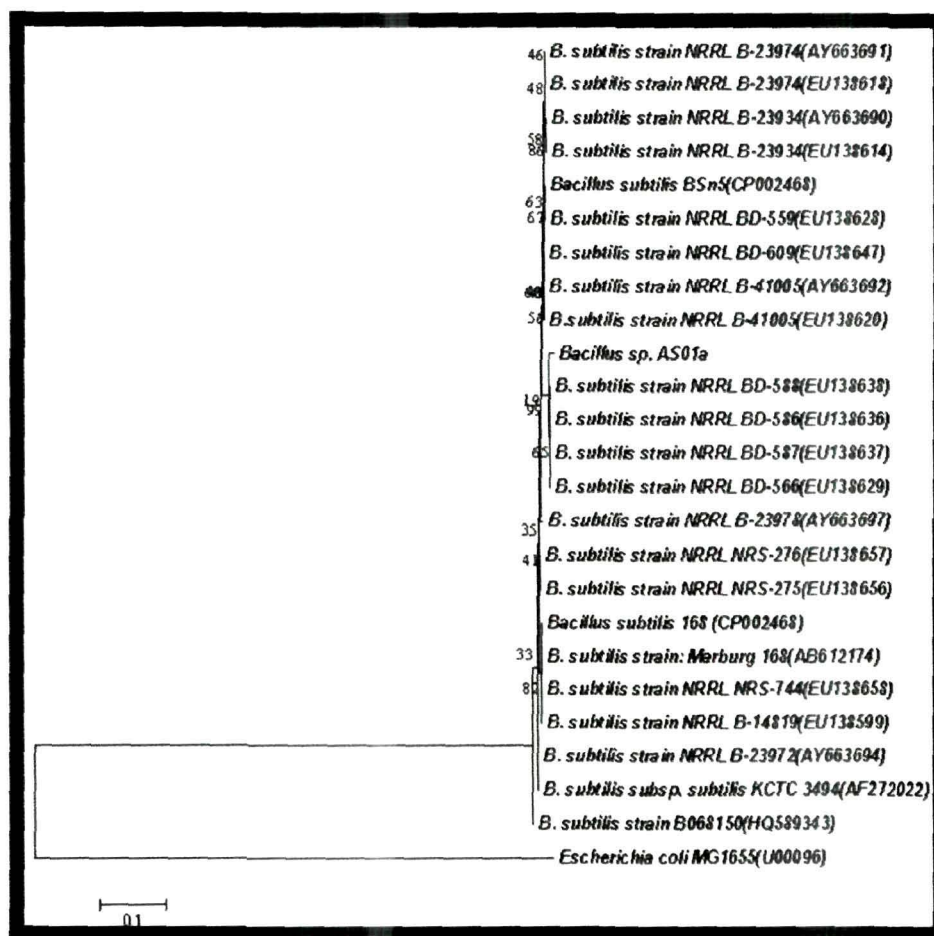 46 B. subtilis strain NRRL B-23974(AY663691)
48 B. subtilis strain NRRL B-23974(EU138618)
B. subtilis strain NRRL B-23934(AY663690)
58
86 B. subtilis strain NRRL B-23934(EU138614)
Bacillus subtilis BSn5(CP002468)
63
67 B. subtilis strain NRRL BD-559(EU138628)
B. subtilis strain NRRL BD-609(EU138647)
B. subtilis strain NRRL B-41005(AY663692)
56 B.subtilis strain NRRL B-41005(EU138620)
Bacillus sp. AS01a
B. subtilis strain NRRL BD-588(EU138638)
19
99 B. subtilis strain NRRL BD-586(EU138636)
65 B. subtilis strain NRRL BD-587(EU138637)
B. subtilis strain NRRL BD-566(EU138629)
B. subtilis strain NRRL B-23978(AY663697)
35
41 B. subtilis strain NRRL NRS-276(EU138657)
B. subtilis strain NRRL NRS-275(EU138656)
Bacillus subtilis 168 (CP002468)
33 B. subtilis strain: Marburg 168(AB612174)
82 B. subtilis strain NRRL NRS-744(EU138658)
B. subtilis strain NRRL B-14819(EU138599)
B. subtilis strain NRRL B-23972(AY663694)
B. subtilis subsp. subtilis KCTC 3494(AF272022)
B. subtilis strain B068150(HQ589343)
Escherichia coli MG1655(U00096)
0.1